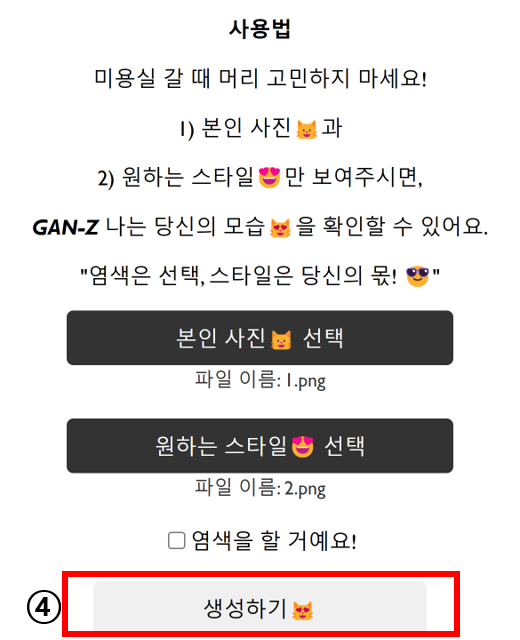 사용법
미용실 갈 때 머리 고민하지 마세요!
1) 본인 사진😺과
2) 원하는 스타일😍만 보여주시면,
GAN-Z 나는 당신의 모습😻을 확인할 수 있어요.
"염색은 선택, 스타일은 당신의 몫! 😎"
본인 사진😺 선택
파일 이름: 1.png
원하는 스타일😍 선택
파일 이름: 2.png
염색을 할 거예요!
④ 생성하기😻